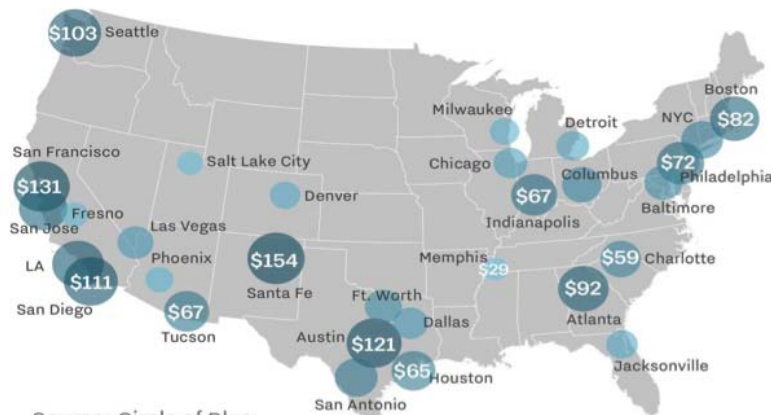 $103 Seattle
Boston
Milwaukee
NYC
$82
Detroit
San Francisco
Salt Lake City
Chicago
$72
Columbus
Philadelphia
$131
Denver
$67
Fresno
Baltimore
Indianapolis
San Jose
Las Vegas
Memphis
$59 Charlotte
LA
Phoenix
$154
$29
$111
Santa Fe
Ft. Worth
$92
San Diego
$67
Dallas
Atlanta
Tucson
Austin
$121
Jacksonville
$65
Houston
San Antonio